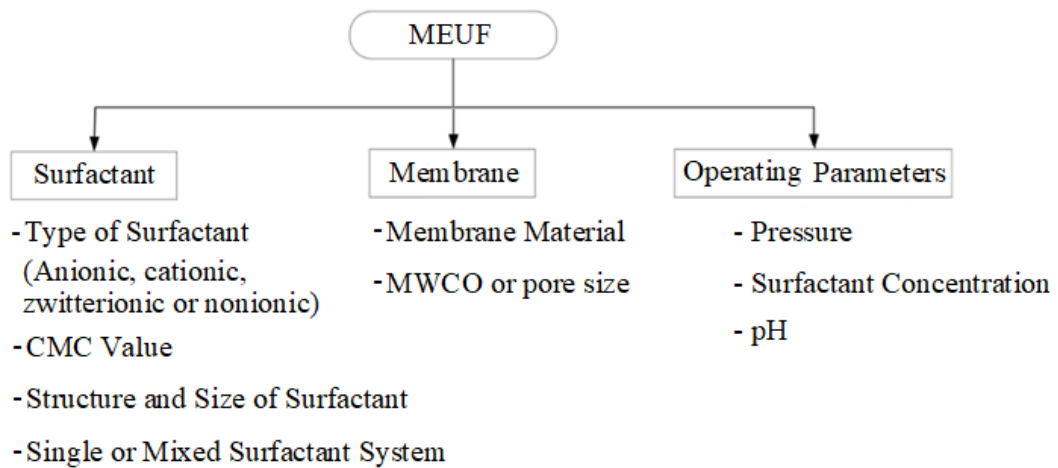 MEUF
Surfactant
- Type of Surfactant
(Anionic, cationic,
zwitterionic or nonionic)
- CMC Value
- Structure and Size of Surfactant
- Single or Mixed Surfactant System
Membrane
- Membrane Material
- MWCO or pore size
Operating Parameters
- Pressure
- Surfactant Concentration
- pH